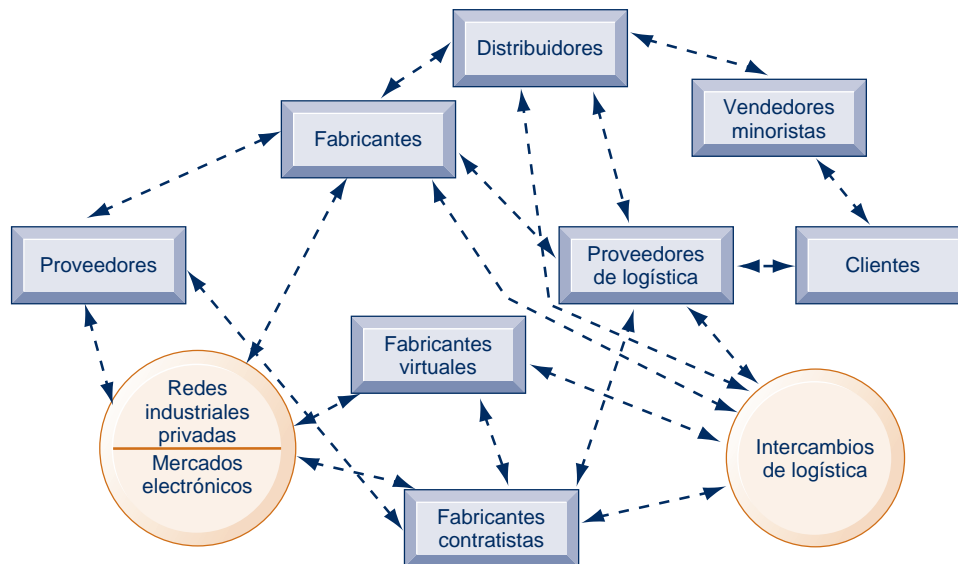 Distribuidores
Vendedores
minoristas
Fabricantes
Proveedores
Proveedores
de logística
Clientes
Fabricantes
virtuales
Redes
industriales
privadas
Mercados
electrónicos
Intercambios
de logística
Fabricantes
contratistas